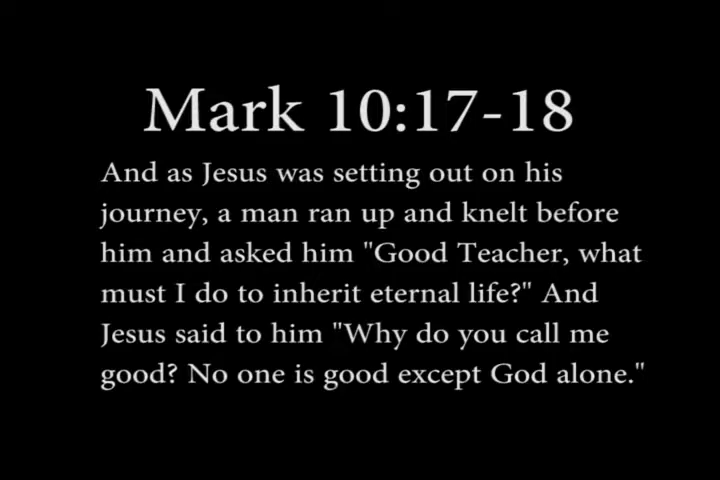 Mark 10:17-18
And as Jesus was setting out on his
journey, a man ran up and knelt before
him and asked him "Good Teacher, what
must I do to inherit eternal life?" And
Jesus said to him "Why do you call me
good? No one is good except God alone."